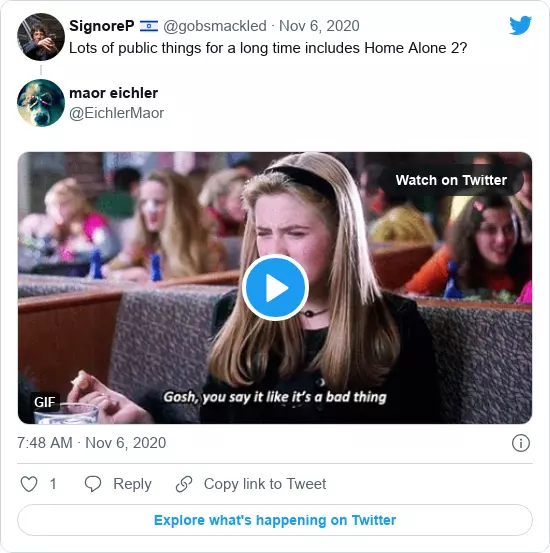 SignoreP 🇮🇱 @gobsmackled · Nov 6, 2020
Lots of public things for a long time includes Home Alone 2?
maor eichler
@EichlerMaor
Watch on Twitter
Gosh, you say it like it's a bad thing
GIF
7:48 AM · Nov 6, 2020
1 Reply Copy link to Tweet
Explore what's happening on Twitter